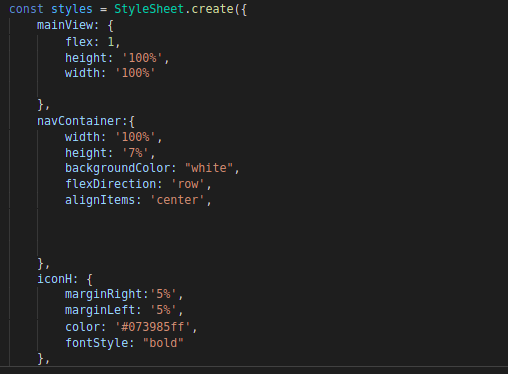 const styles = StyleSheet.create({
mainView: {
flex: 1,
height: '100%',
width: '100%'
},
navContainer:{
width: '100%',
height: '7%',
backgroundColor: "white",
flexDirection: 'row',
alignItems: 'center',
},
iconH: {
marginRight:'5%',
marginLeft: '5%',
color: '#073985ff',
fontStyle: "bold"
},